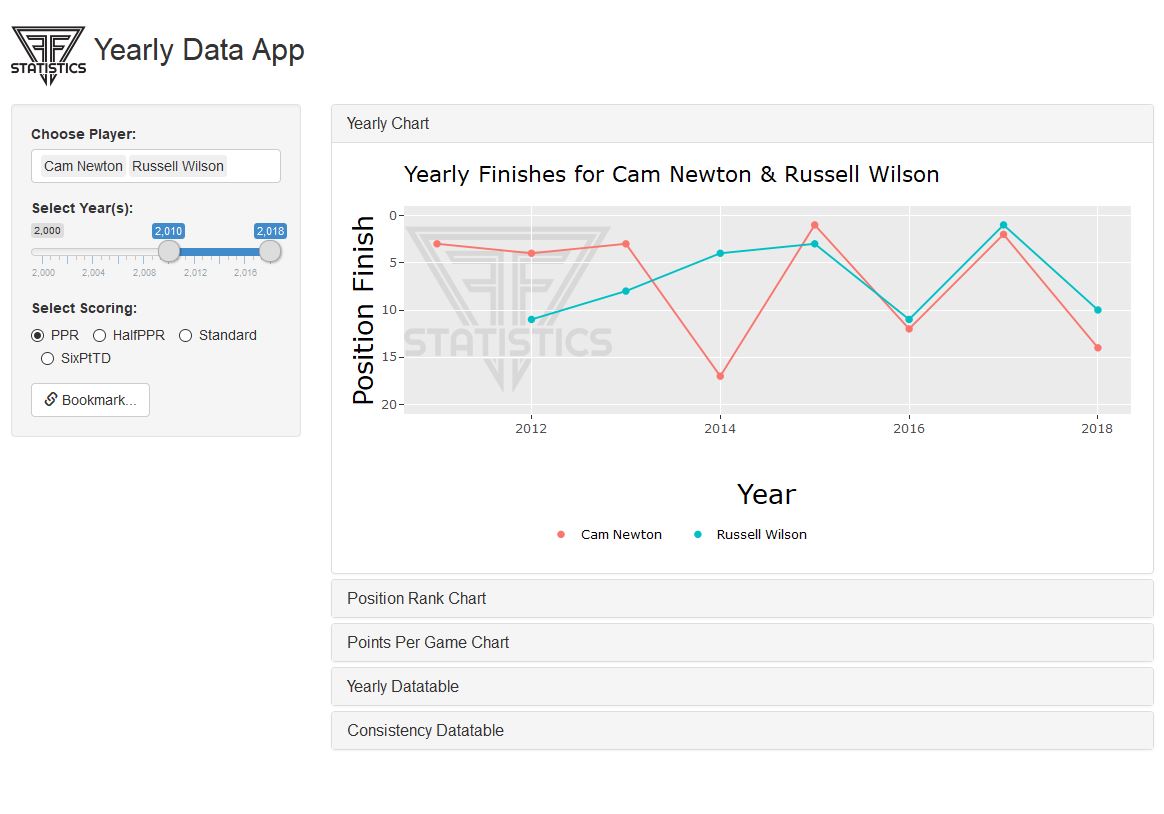 FF
STATISTICS
Yearly Data App
Choose Player:
Cam Newton Russell Wilson
Select Year(s):
2,000 2,010 2,018
2,000 2,004 2,008 2,012 2,016
Select Scoring:
PPR HalfPPR Standard
SixPtTD
Bookmark...
Yearly Chart
Yearly Finishes for Cam Newton & Russell Wilson
Position Finish
0
5
10
15
20
FF
STATISTICS
2012 2014 2016 2018
Year
Cam Newton Russell Wilson
Position Rank Chart
Points Per Game Chart
Yearly Datatable
Consistency Datatable